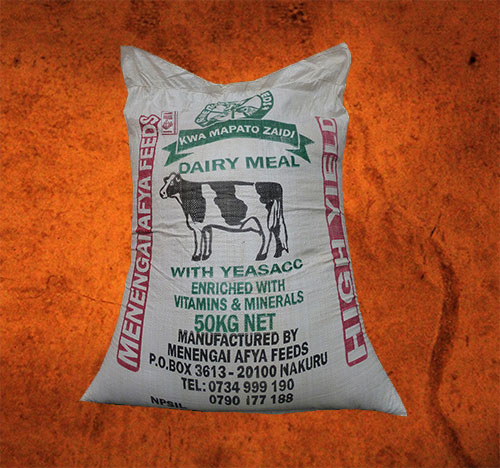 KWA MAPATO ZAIDI
DAIRY MEAL
MENENGAI AFYA FEEDS
HIGH YIELD
WITH YEASACC
ENRICHED WITH
VITAMINS & MINERALS
50KG NET
MANUFACTURED BY
MENENGAI AFYA FEEDS
P.O.BOX 3613 - 20100 NAKURU
TEL: 0734 999 190
0790 177 188